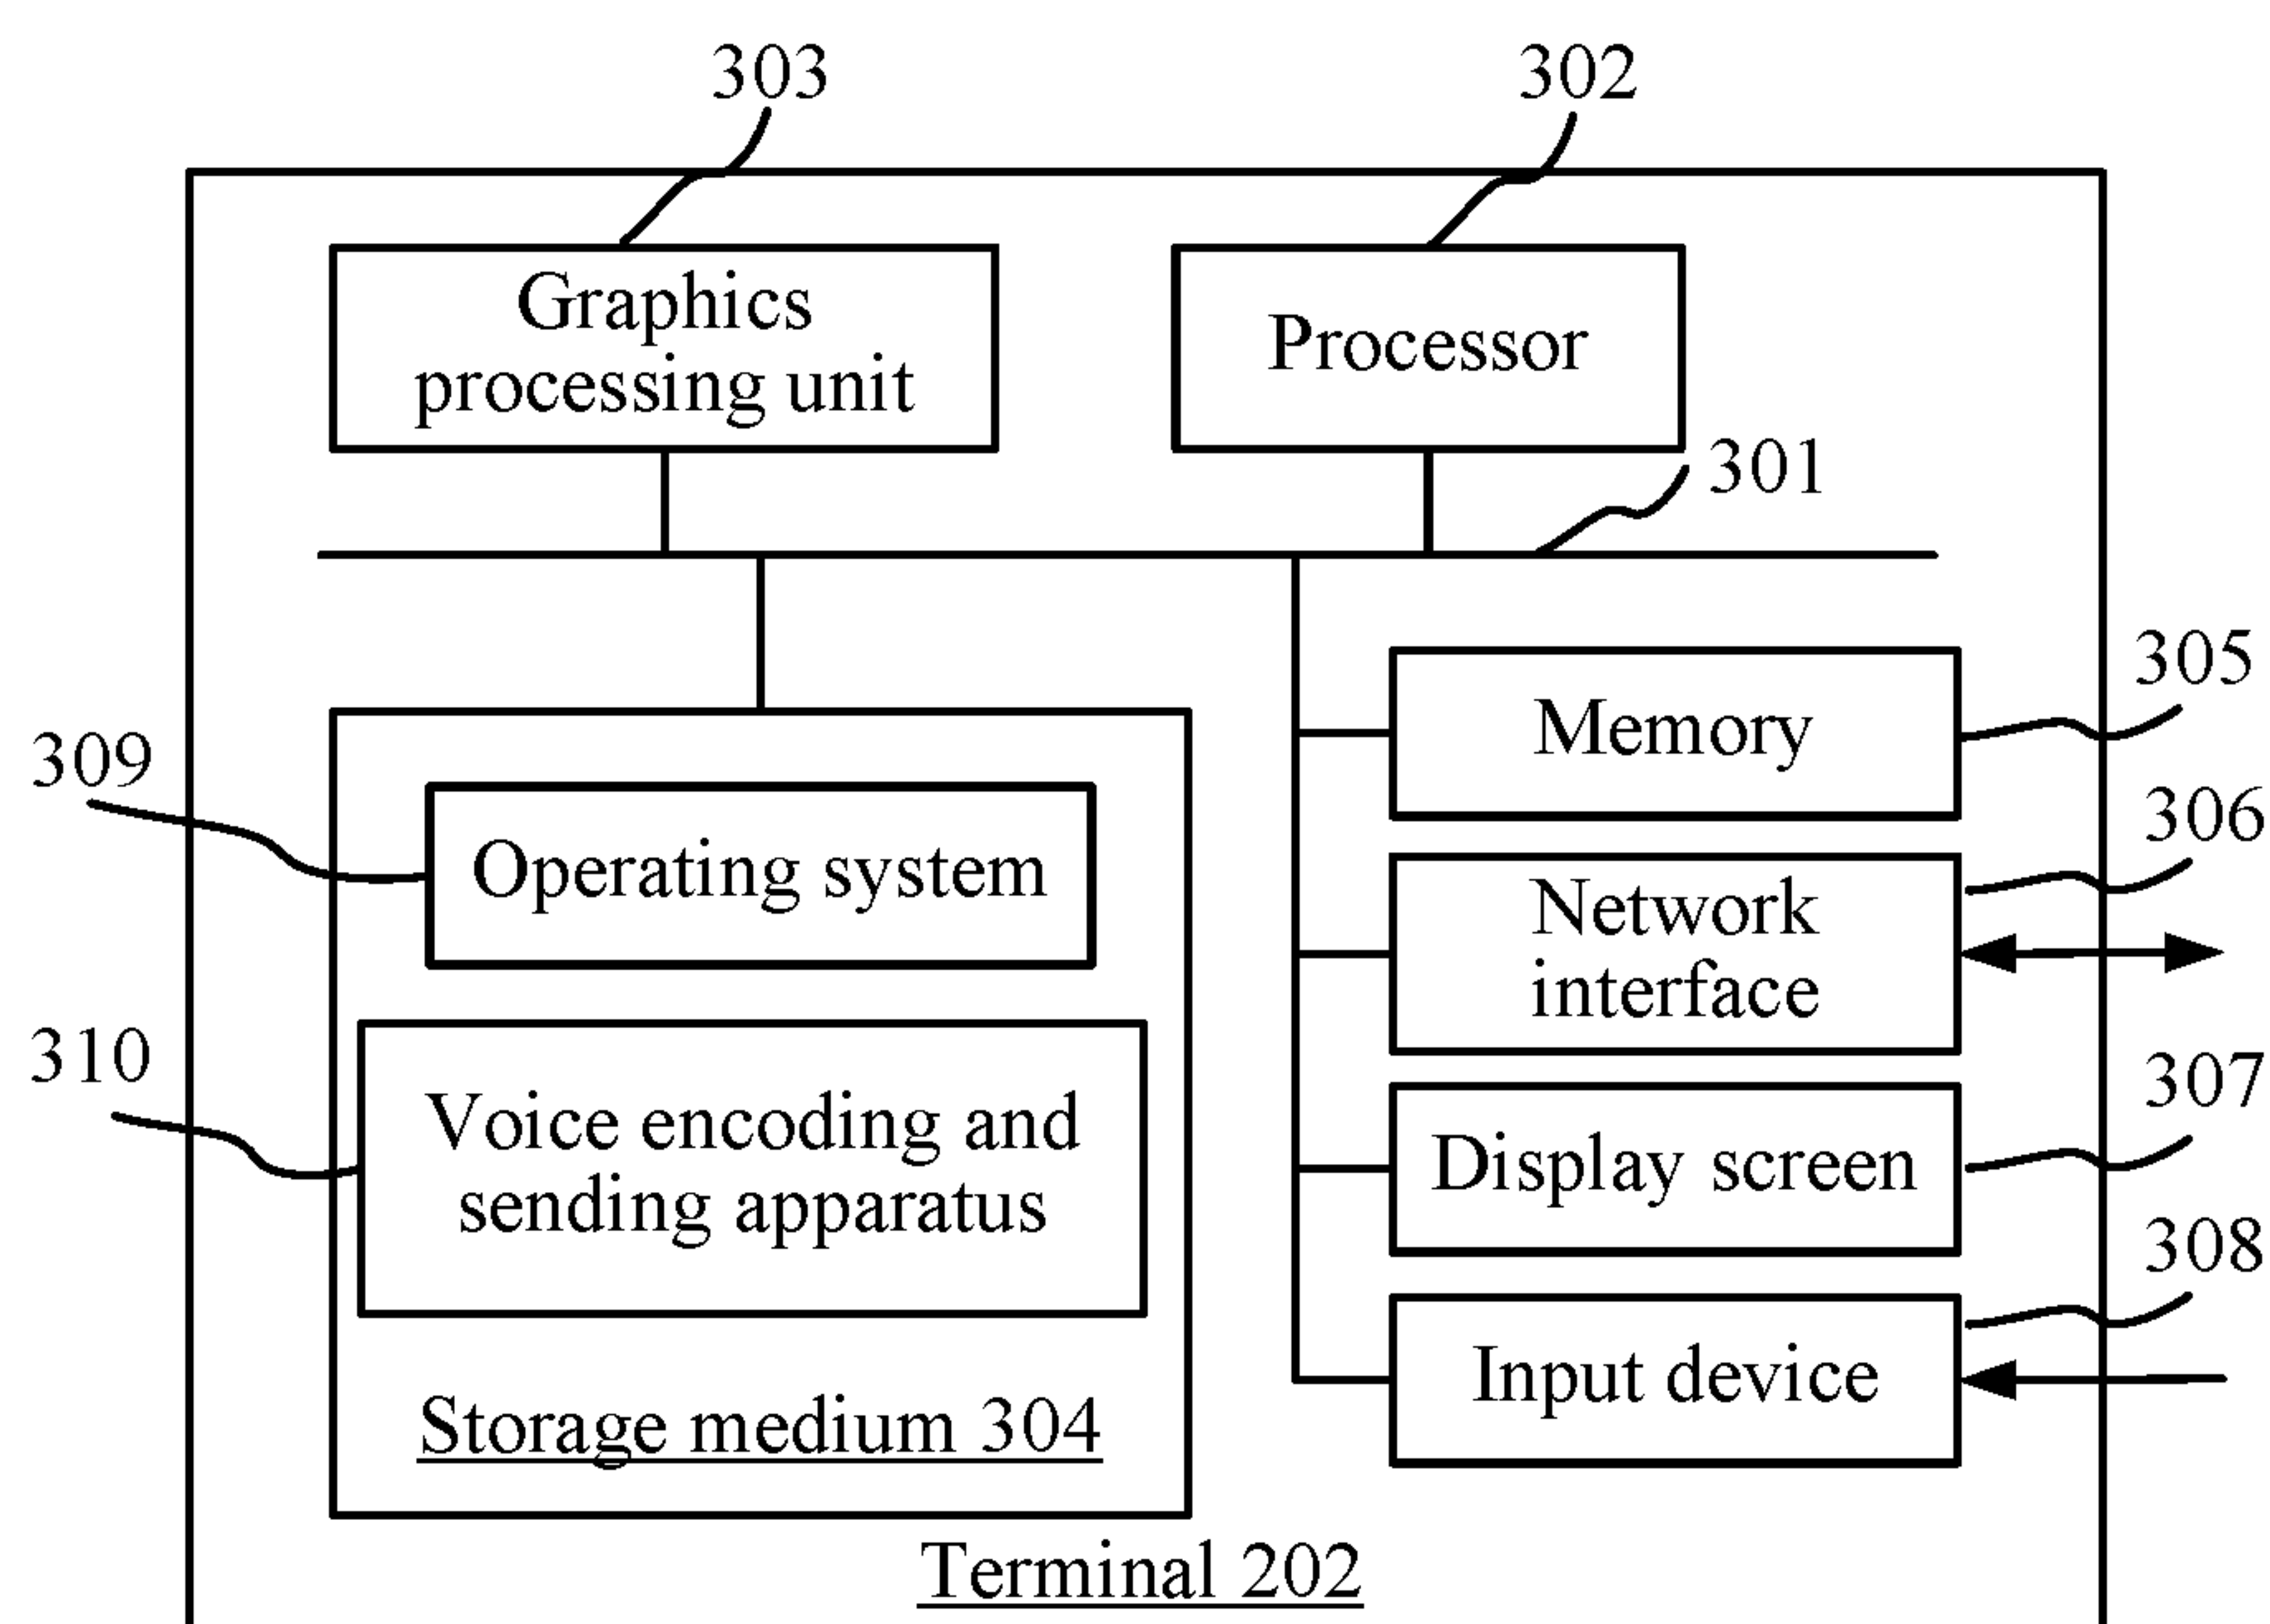 303
302
Graphics
processing unit
Processor
301
305
Memory
309
306
Operating system
Network
interface
310
307
Voice encoding and
sending apparatus
Display screen
308
Input device
Storage medium 304
Terminal 202